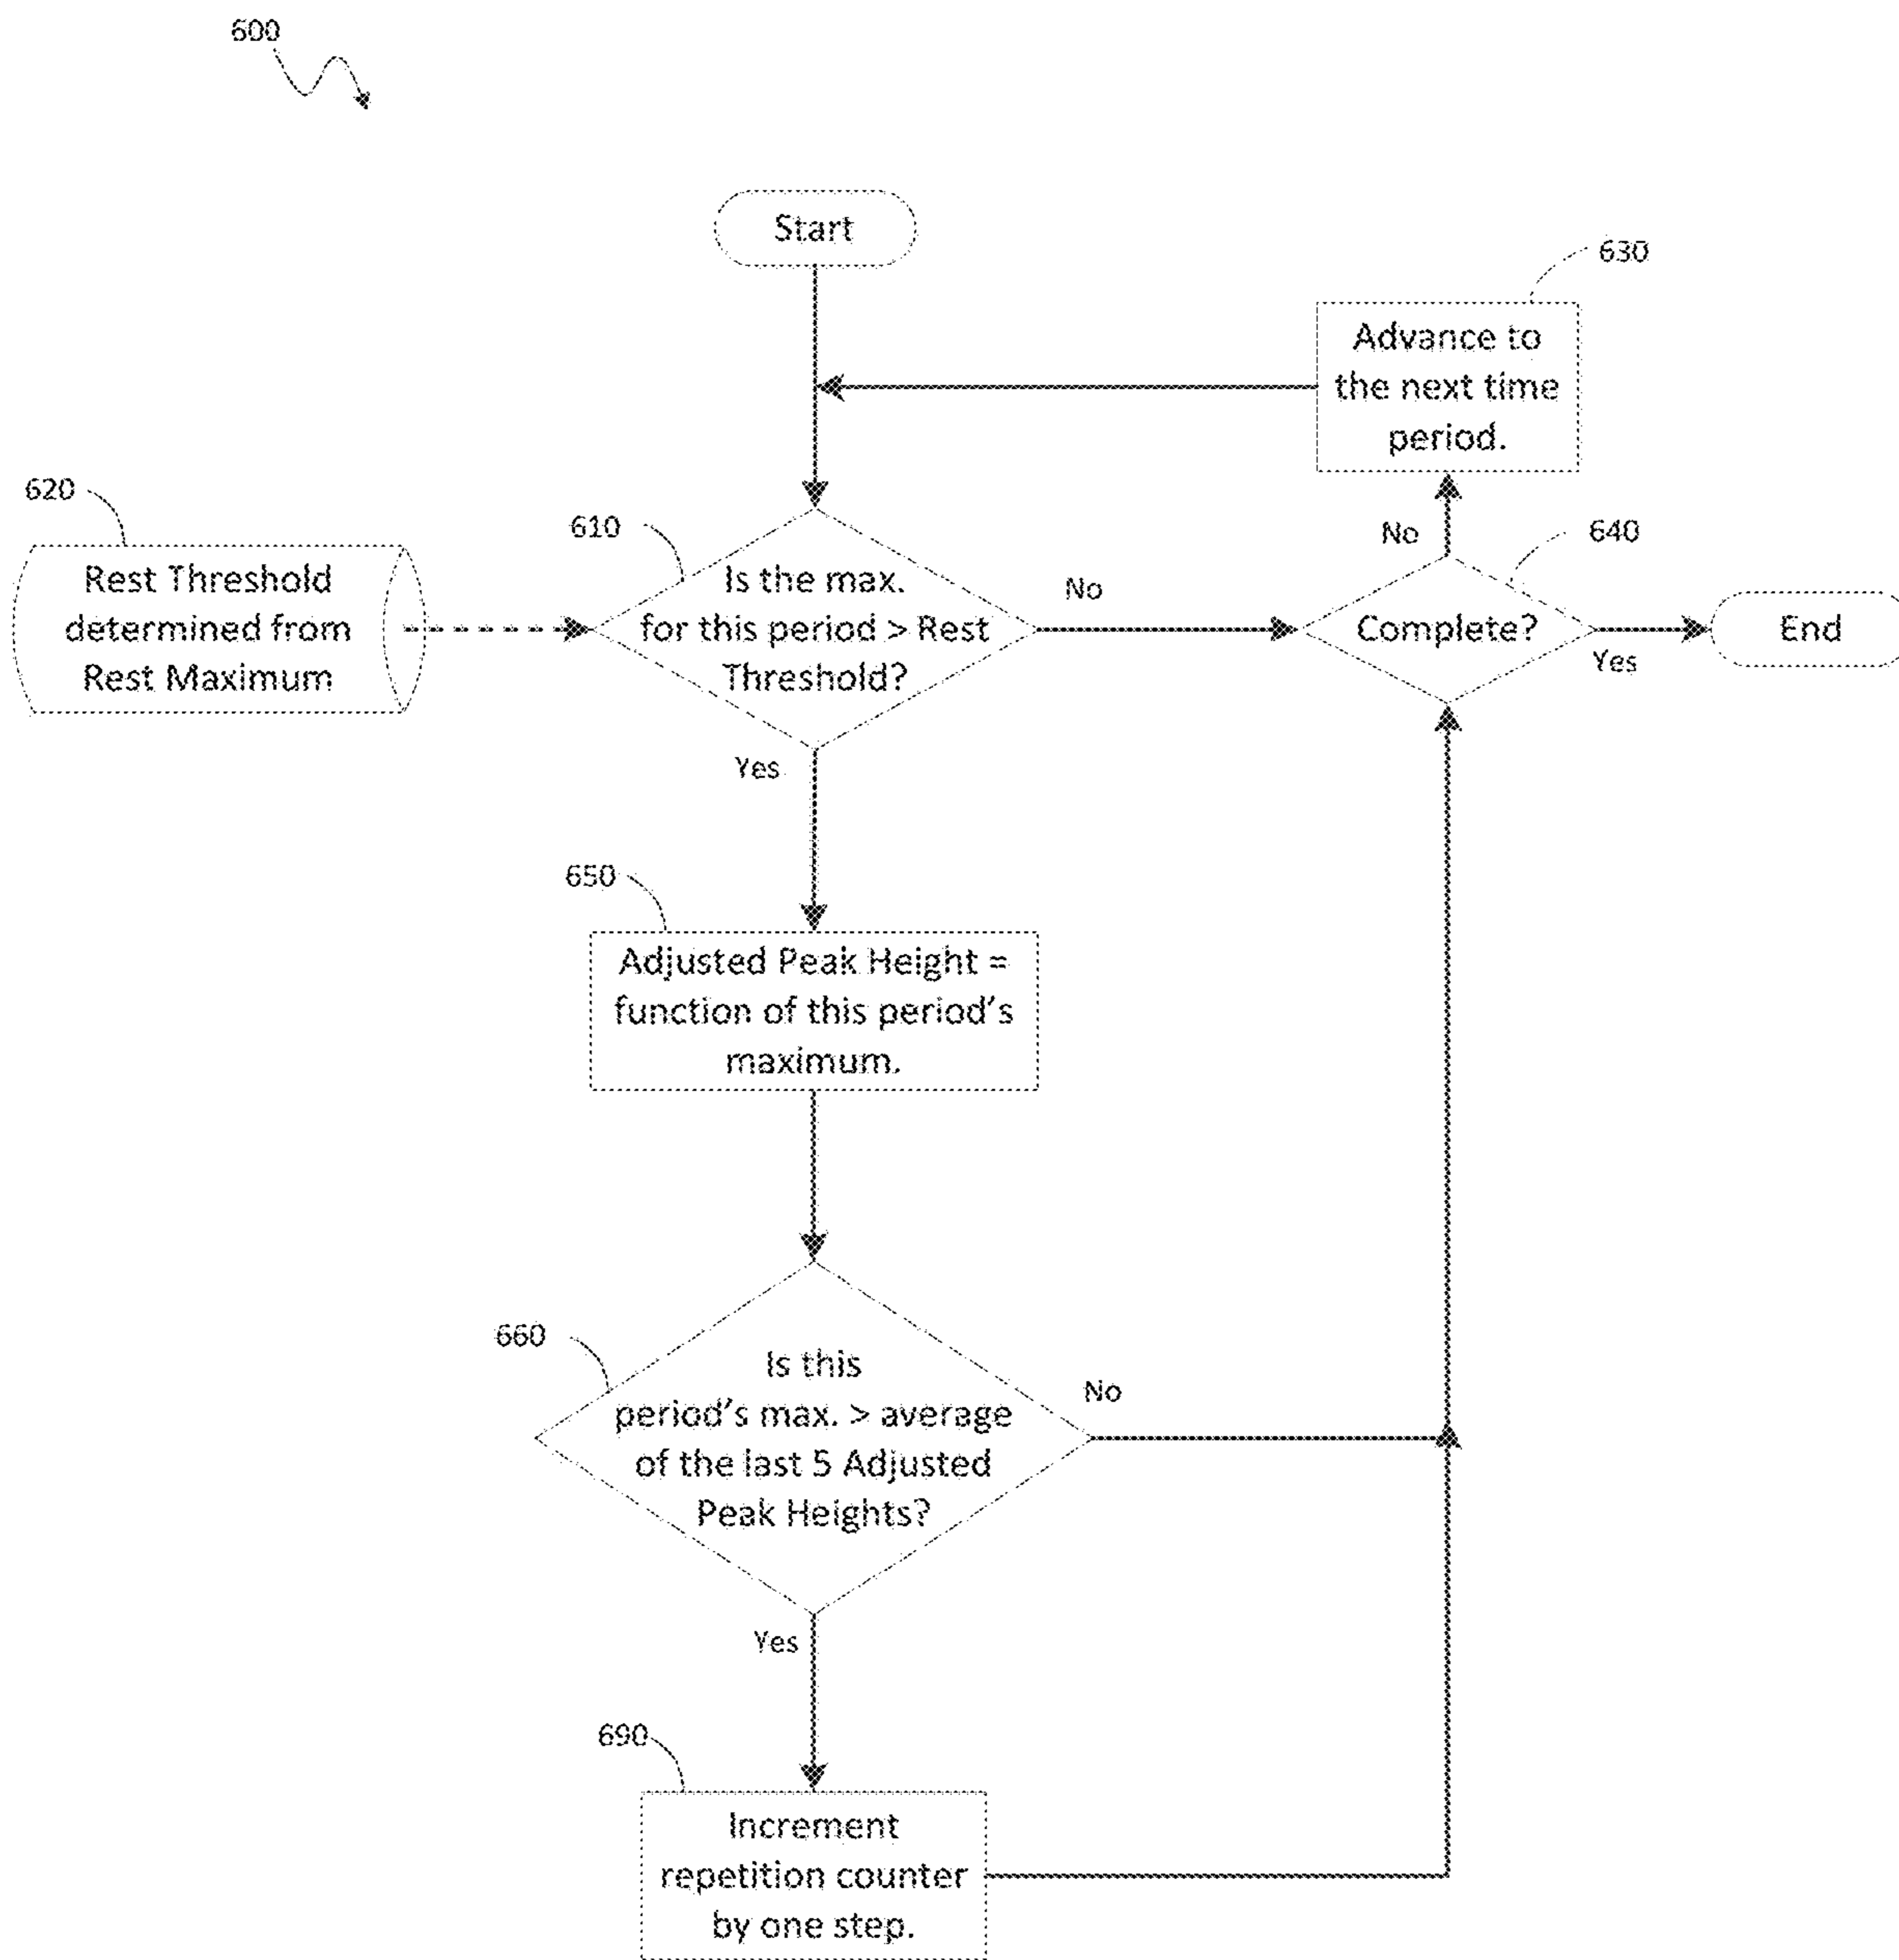 600
Start
630
Advance to
the next time
period.
620
Rest Threshold
determined from
Rest Maximum
610
Is the max.
for this period > Rest
Threshold?
No
No
640
Complete?
Yes
End
Yes
650
Adjusted Peak Height =
function of this period's
maximum.
660
Is this
period's max. > average
of the last 5 Adjusted
Peak Heights?
No
Yes
690
Increment
repetition counter
by one step.